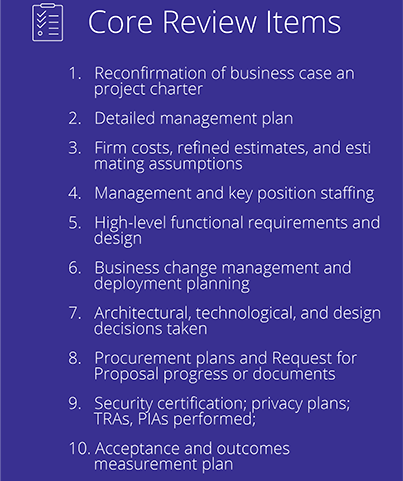 Core Review Items
1. Reconfirmation of business case an
project charter
2. Detailed management plan
3. Firm costs, refined estimates, and esti
mating assumptions
4. Management and key position staffing
5. High-level functional requirements and
design
6. Business change management and
deployment planning
7. Architectural, technological, and design
decisions taken
8. Procurement plans and Request for
Proposal progress or documents
9. Security certification; privacy plans;
TRAs, PIAs performed;
10. Acceptance and outcomes
measurement plan